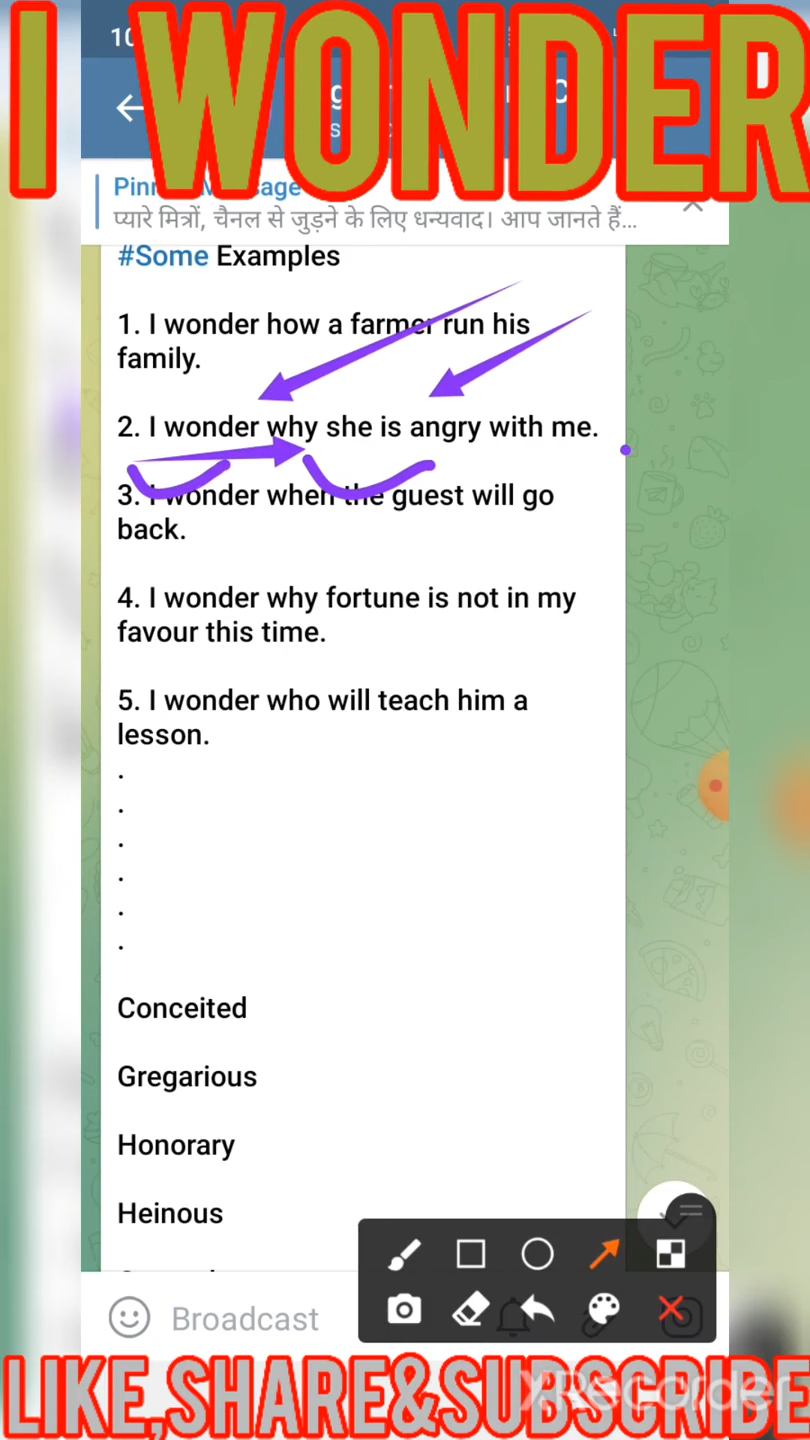 I WONDER
10
Pinned Message
प्यारे मित्रों, चैनल से जुड़ने के लिए धन्यवाद। आप जानते हैं...
#Some Examples
1. I wonder how a farmer run his
family.
2. I wonder why she is angry with me.
3. I wonder when the guest will go
back.
4. I wonder why fortune is not in my
favour this time.
5. I wonder who will teach him a
lesson.
.
.
.
.
.
.
Conceited
Gregarious
Honorary
Heinous
Broadcast
LIKE,SHARE&SUBSCRIBE
XRecorder